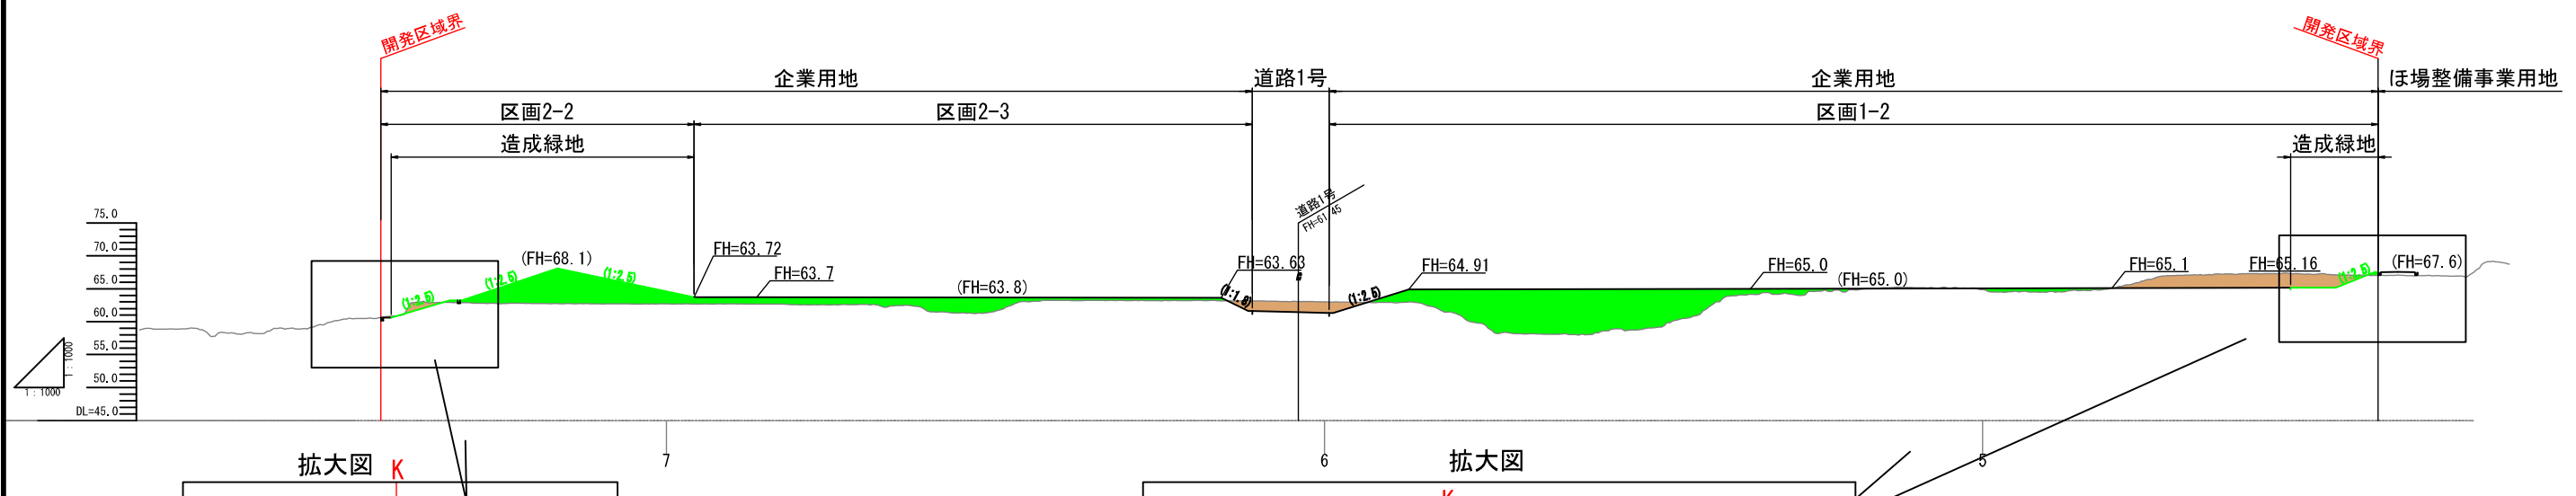 開発区域界
開発区域界
企業用地
道路1号
企業用地
ほ場整備事業用地
区画2-2
区画2-3
区画1-2
造成緑地
造成緑地
道路1号
FH=61.45
75.0
70.0
65.0
60.0
55.0
50.0
DL=45.0
1:1000
1:1000
(FH=68.1)
(1:2.5)
(1:2.5)
(1:2.5)
FH=63.72
FH=63.7
(FH=63.8)
FH=63.63
(1:1.8)
(1:2.5)
FH=64.91
FH=65.0
(FH=65.0)
FH=65.1
FH=65.16
(1:2.5)
(FH=67.6)
7
6
5
拡大図
K
拡大図
K